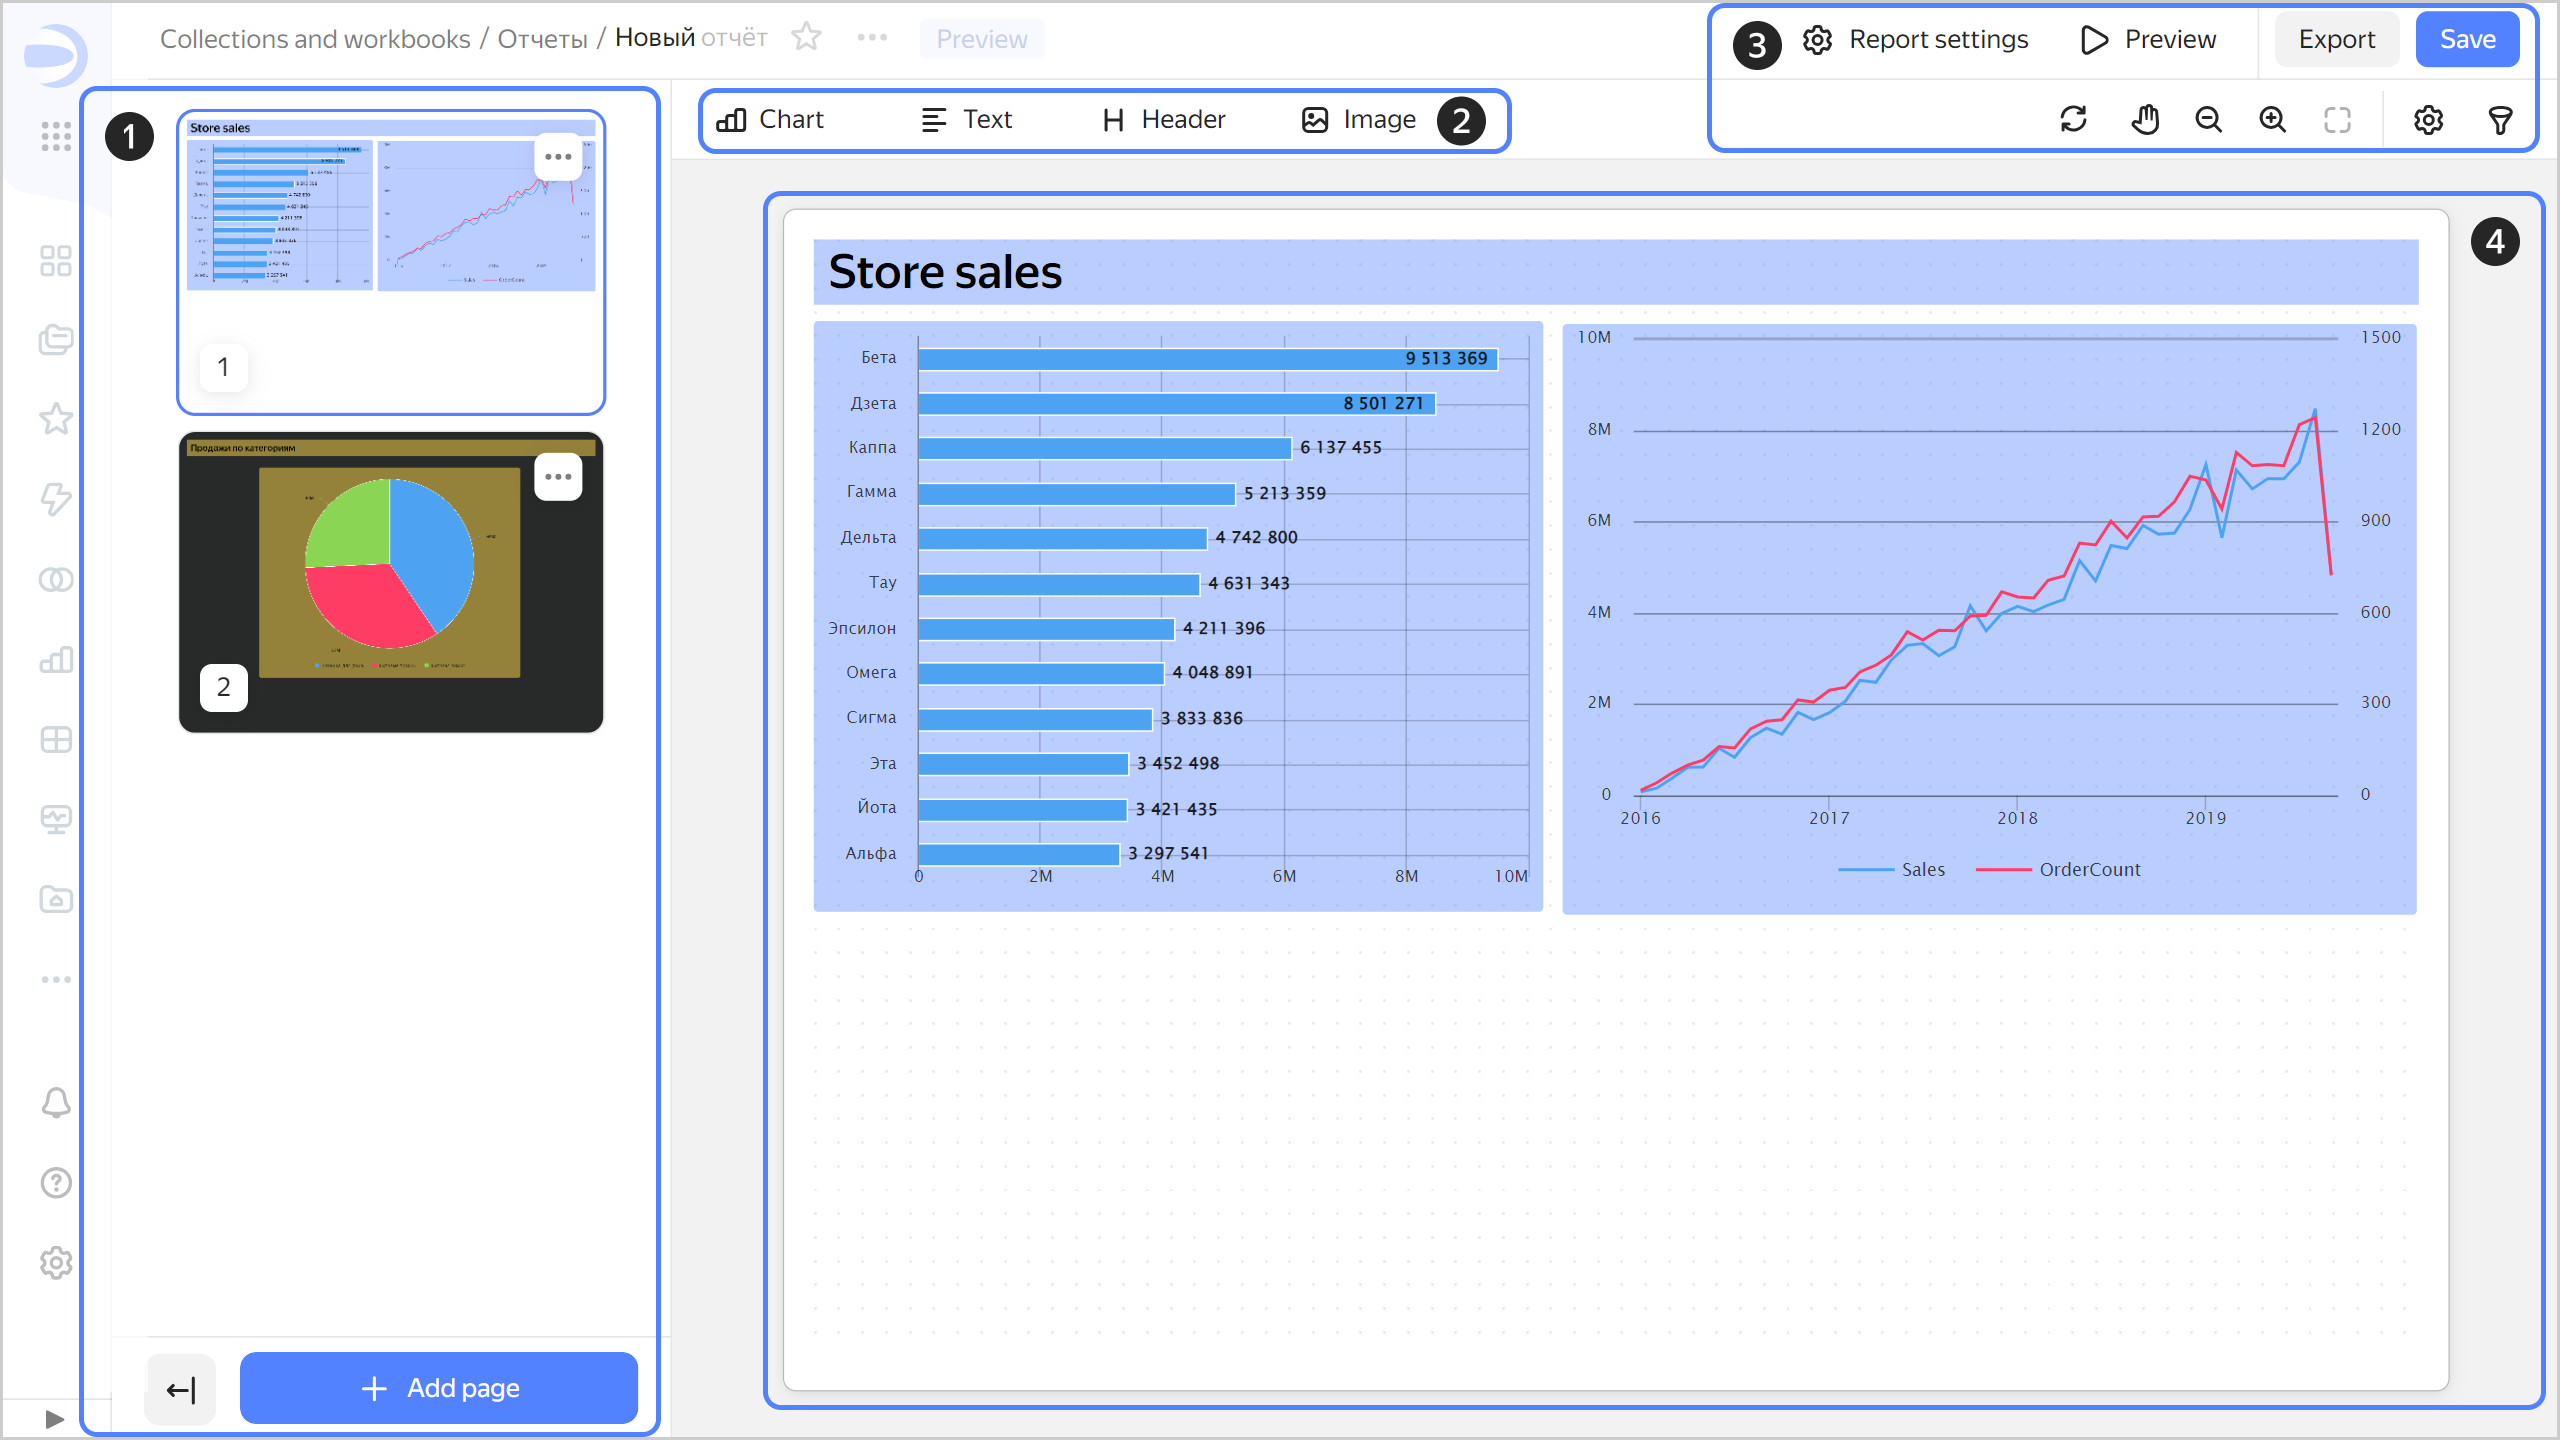 Collections and workbooks / Отчеты / Новый отчёт
Preview
3
Report settings
Preview
Export
Save
1
Chart
Text
Header
Image
2
Store sales
1
Продажи по категориям
2
Add page
4
Store sales
Бета 9 513 369
Дзета 8 501 271
Каппа 6 137 455
Гамма 5 213 359
Дельта 4 742 800
Тау 4 631 343
Эпсилон 4 211 396
Омега 4 048 891
Сигма 3 833 836
Эта 3 452 498
Йота 3 421 435
Альфа 3 297 541
0 2M 4M 6M 8M 10M
10M 1500
8M 1200
6M 900
4M 600
2M 300
0 0
2016 2017 2018 2019
Sales OrderCount